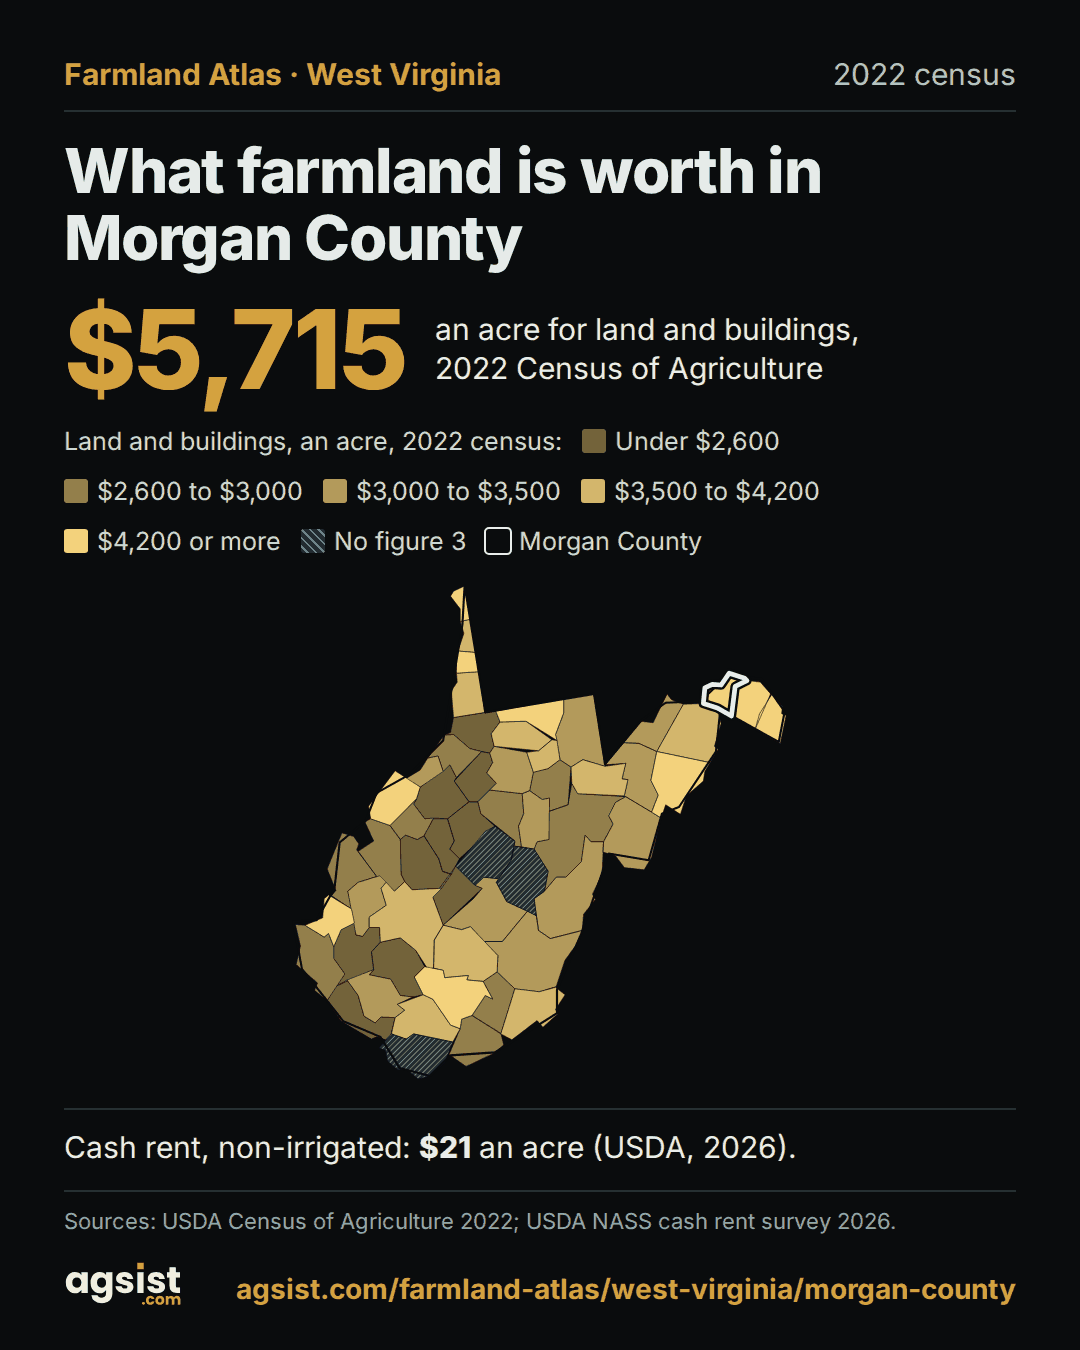 Farmland Atlas · West Virginia
2022 census
What farmland is worth in
Morgan County
$5,715
an acre for land and buildings,
2022 Census of Agriculture
Land and buildings, an acre, 2022 census: Under $2,600
$2,600 to $3,000 $3,000 to $3,500 $3,500 to $4,200
$4,200 or more No figure 3 Morgan County
Cash rent, non-irrigated: $21 an acre (USDA, 2026).
Sources: USDA Census of Agriculture 2022; USDA NASS cash rent survey 2026.
agsist
.com
agsist.com/farmland-atlas/west-virginia/morgan-county